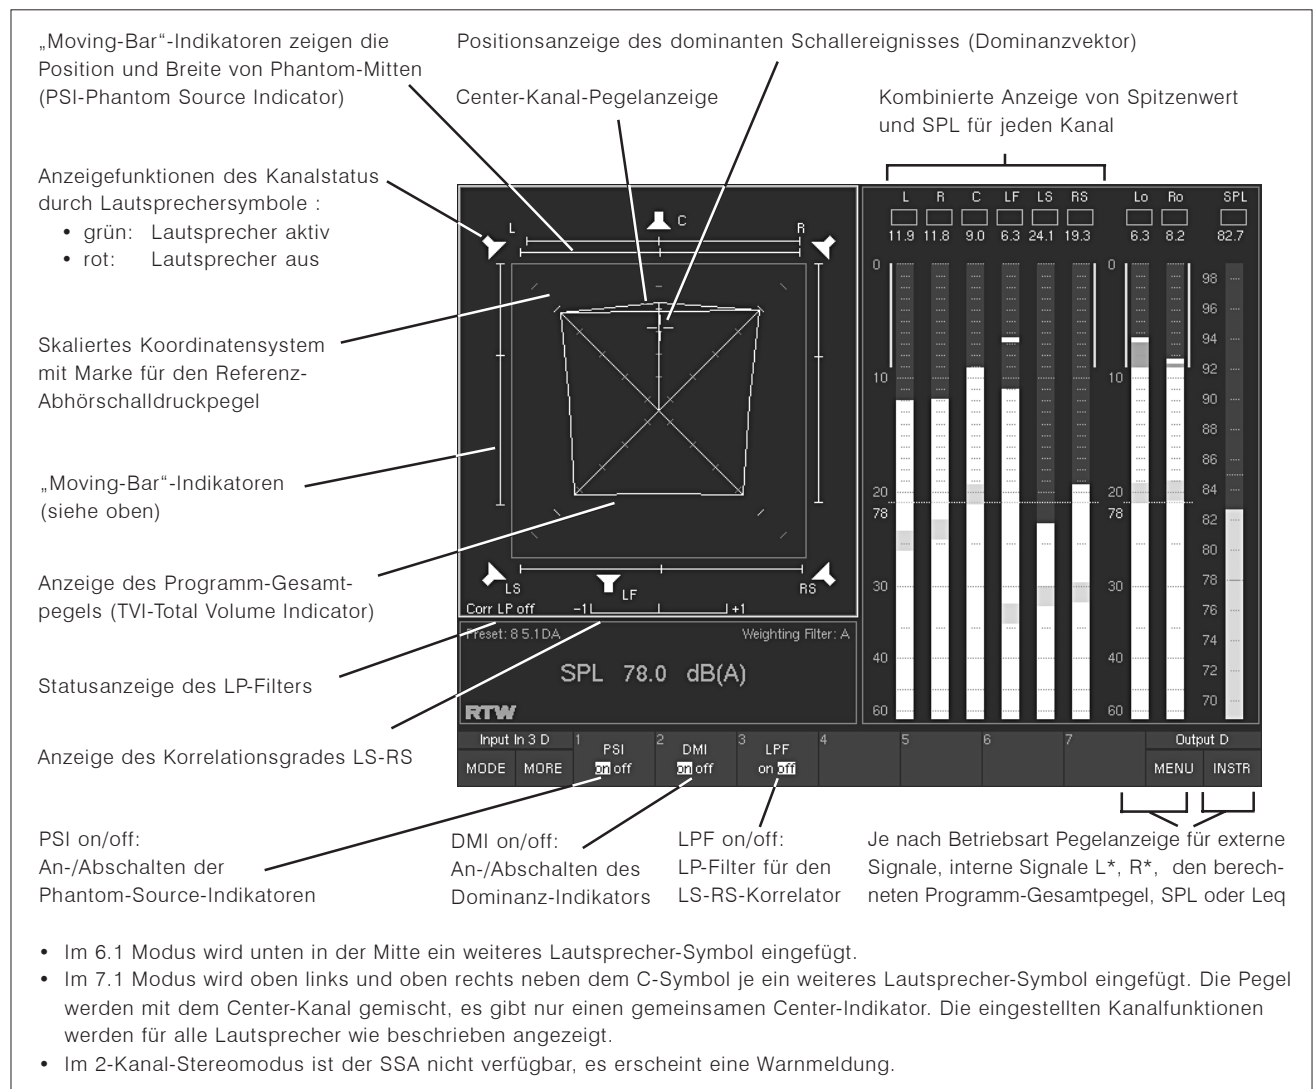 „Moving-Bar“-Indikatoren zeigen die
Position und Breite von Phantom-Mitten
(PSI-Phantom Source Indicator)
Positionsanzeige des dominanten Schallereignisses (Dominanzvektor)
Center-Kanal-Pegelanzeige
Kombinierte Anzeige von Spitzenwert
und SPL für jeden Kanal
Anzeigefunktionen des Kanalstatus
durch Lautsprechersymbole :
• grün: Lautsprecher aktiv
• rot: Lautsprecher aus
Skaliertes Koordinatensystem
mit Marke für den Referenz-
Abhörschalldruckpegel
„Moving-Bar“-Indikatoren
(siehe oben)
Anzeige des Programm-Gesamt-
pegels (TVI-Total Volume Indicator)
Statusanzeige des LP-Filters
Anzeige des Korrelationsgrades LS-RS
L C R
LS LF RS
Corr LP off -1 +1
Preset: 8 5.1DA Weighting Filter: A
SPL 78.0 dB(A)
RTW
L R C LF LS RS Lo Ro SPL
11.9 11.8 9.0 6.3 24.1 19.3 6.3 8.2 82.7
0 0
98
96
94
92
10 10
90
88
86
20 20 84
78 78
82
80
30 30 78
76
74
40 40
72
70
60 60
Input In 3 D 1 2 3 4 5 6 7 Output D
PSI DMI LPF
MODE MORE on off on off on off MENU INSTR
PSI on/off:
An-/Abschalten der
Phantom-Source-Indikatoren
DMI on/off:
An-/Abschalten des
Dominanz-Indikators
LPF on/off:
LP-Filter für den
LS-RS-Korrelator
Je nach Betriebsart Pegelanzeige für externe
Signale, interne Signale L*, R*, den berech-
neten Programm-Gesamtpegel, SPL oder Leq
• Im 6.1 Modus wird unten in der Mitte ein weiteres Lautsprecher-Symbol eingefügt.
• Im 7.1 Modus wird oben links und oben rechts neben dem C-Symbol je ein weiteres Lautsprecher-Symbol eingefügt. Die Pegel
werden mit dem Center-Kanal gemischt, es gibt nur einen gemeinsamen Center-Indikator. Die eingestellten Kanalfunktionen
werden für alle Lautsprecher wie beschrieben angezeigt.
• Im 2-Kanal-Stereomodus ist der SSA nicht verfügbar, es erscheint eine Warnmeldung.